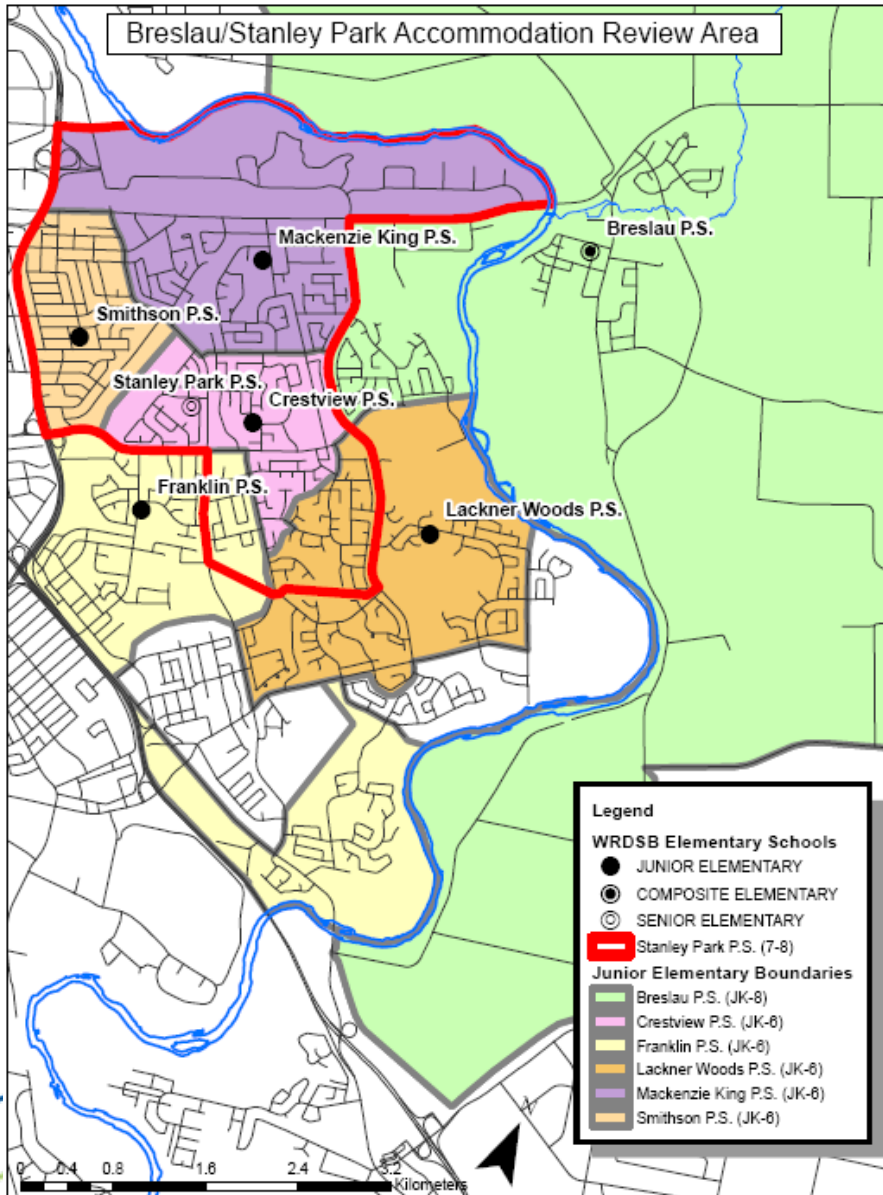 Breslau/Stanley Park Accommodation Review Area
Breslau P.S.
Mackenzie King P.S.
Smithson P.S.
Stanley Park P.S.
Crestview P.S.
Franklin P.S.
Lackner Woods P.S.
Legend
WRDSB Elementary Schools
JUNIOR ELEMENTARY
COMPOSITE ELEMENTARY
SENIOR ELEMENTARY
Stanley Park P.S. (7-8)
Junior Elementary Boundaries
Breslau P.S. (JK-8)
Crestview P.S. (JK-6)
Franklin P.S. (JK-6)
Lackner Woods P.S. (JK-6)
Mackenzie King P.S. (JK-6)
Smithson P.S. (JK-6)
0 0.4 0.8 1.6 2.4 3.2
Kilometers